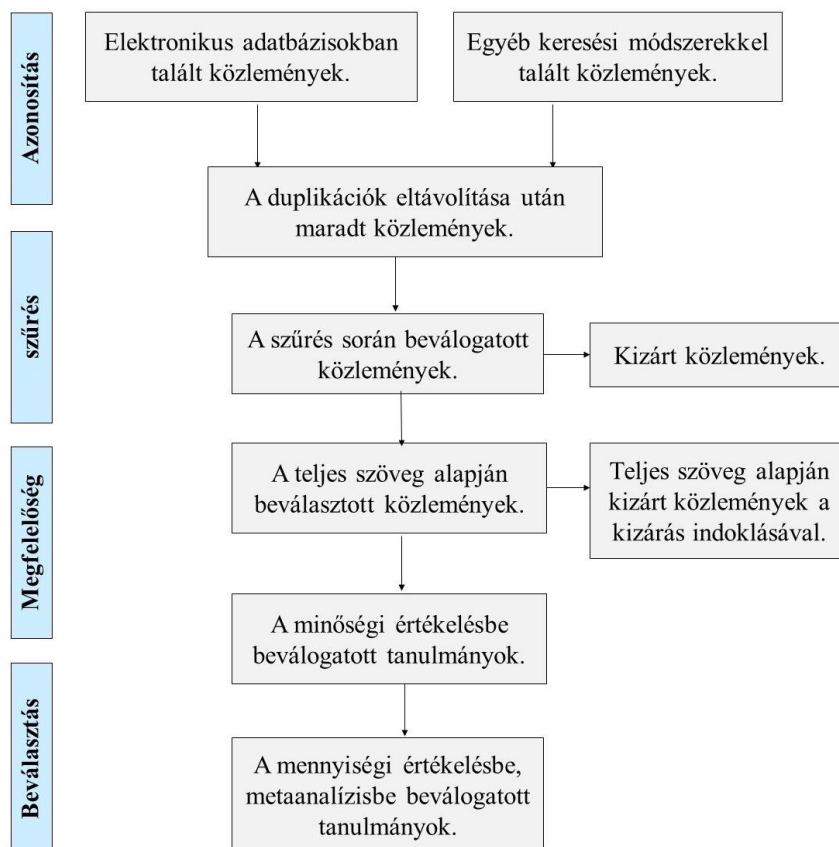 Azonosítás
Elektronikus adatbázisokban
talált közlemények.
Egyéb keresési módszerekkel
talált közlemények.
A duplikációk eltávolítása után
maradt közlemények.
szűrés
A szűrés során beválogatott
közlemények.
Kizárt közlemények.
Megfelelőség
A teljes szöveg alapján
beválasztott közlemények.
Teljes szöveg alapján
kizárt közlemények a
kizárás indoklásával.
A minőségi értékelésbe
beválogatott tanulmányok.
Beválasztás
A mennyiségi értékelésbe,
metaanalízisbe beválogatott
tanulmányok.